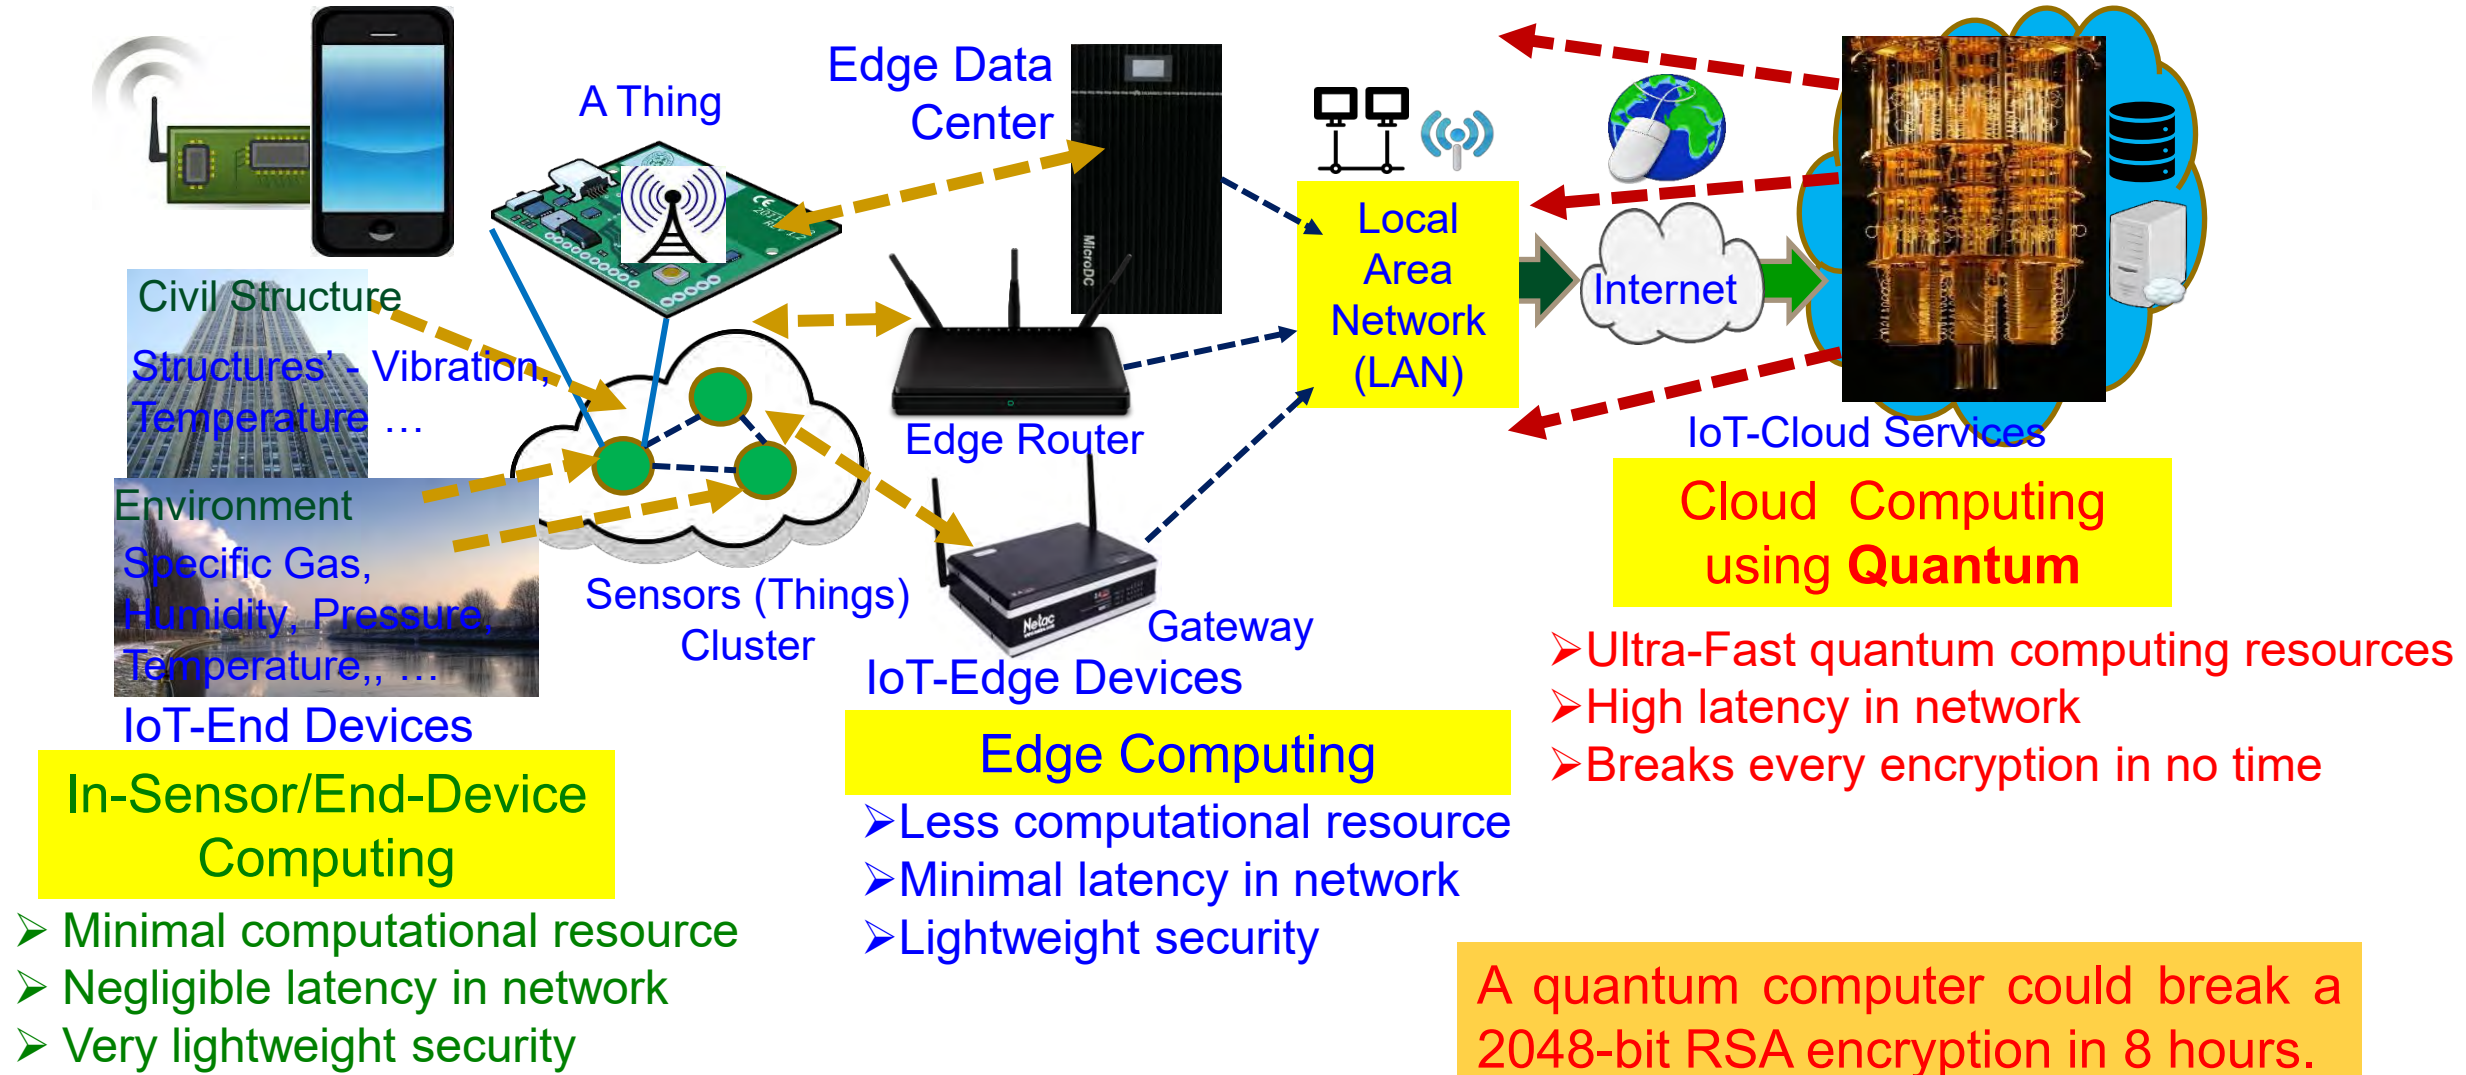 A Thing
Edge Data
Center
MicroDC
Local
Area
Network
(LAN)
Internet
Civil Structure
Structures' - Vibration,
Temperature …
Edge Router
IoT-Cloud Services
Environment
Specific Gas,
Humidity, Pressure,
Temperature,, …
Sensors (Things)
Cluster
Netac
Gateway
IoT-End Devices
IoT-Edge Devices
Cloud Computing
using Quantum
➢Ultra-Fast quantum computing resources
➢High latency in network
➢Breaks every encryption in no time
In-Sensor/End-Device
Computing
➢ Minimal computational resource
➢ Negligible latency in network
➢ Very lightweight security
Edge Computing
➢Less computational resource
➢Minimal latency in network
➢Lightweight security
A quantum computer could break a
2048-bit RSA encryption in 8 hours.